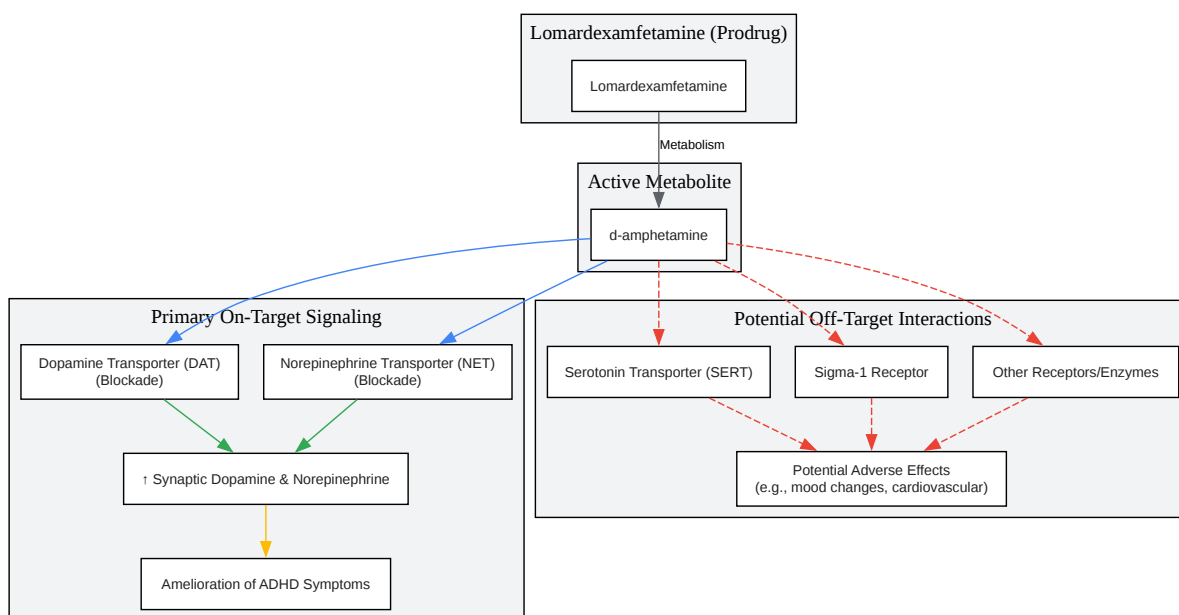 Lomardexamfetamine (Prodrug)
Lomardexamfetamine
Metabolism
Active Metabolite
d-amphetamine
Primary On-Target Signaling
Dopamine Transporter (DAT)
(Blockade)
Norepinephrine Transporter (NET)
(Blockade)
↑ Synaptic Dopamine & Norepinephrine
Amelioration of ADHD Symptoms
Potential Off-Target Interactions
Serotonin Transporter (SERT)
Sigma-1 Receptor
Other Receptors/Enzymes
Potential Adverse Effects
(e.g., mood changes, cardiovascular)